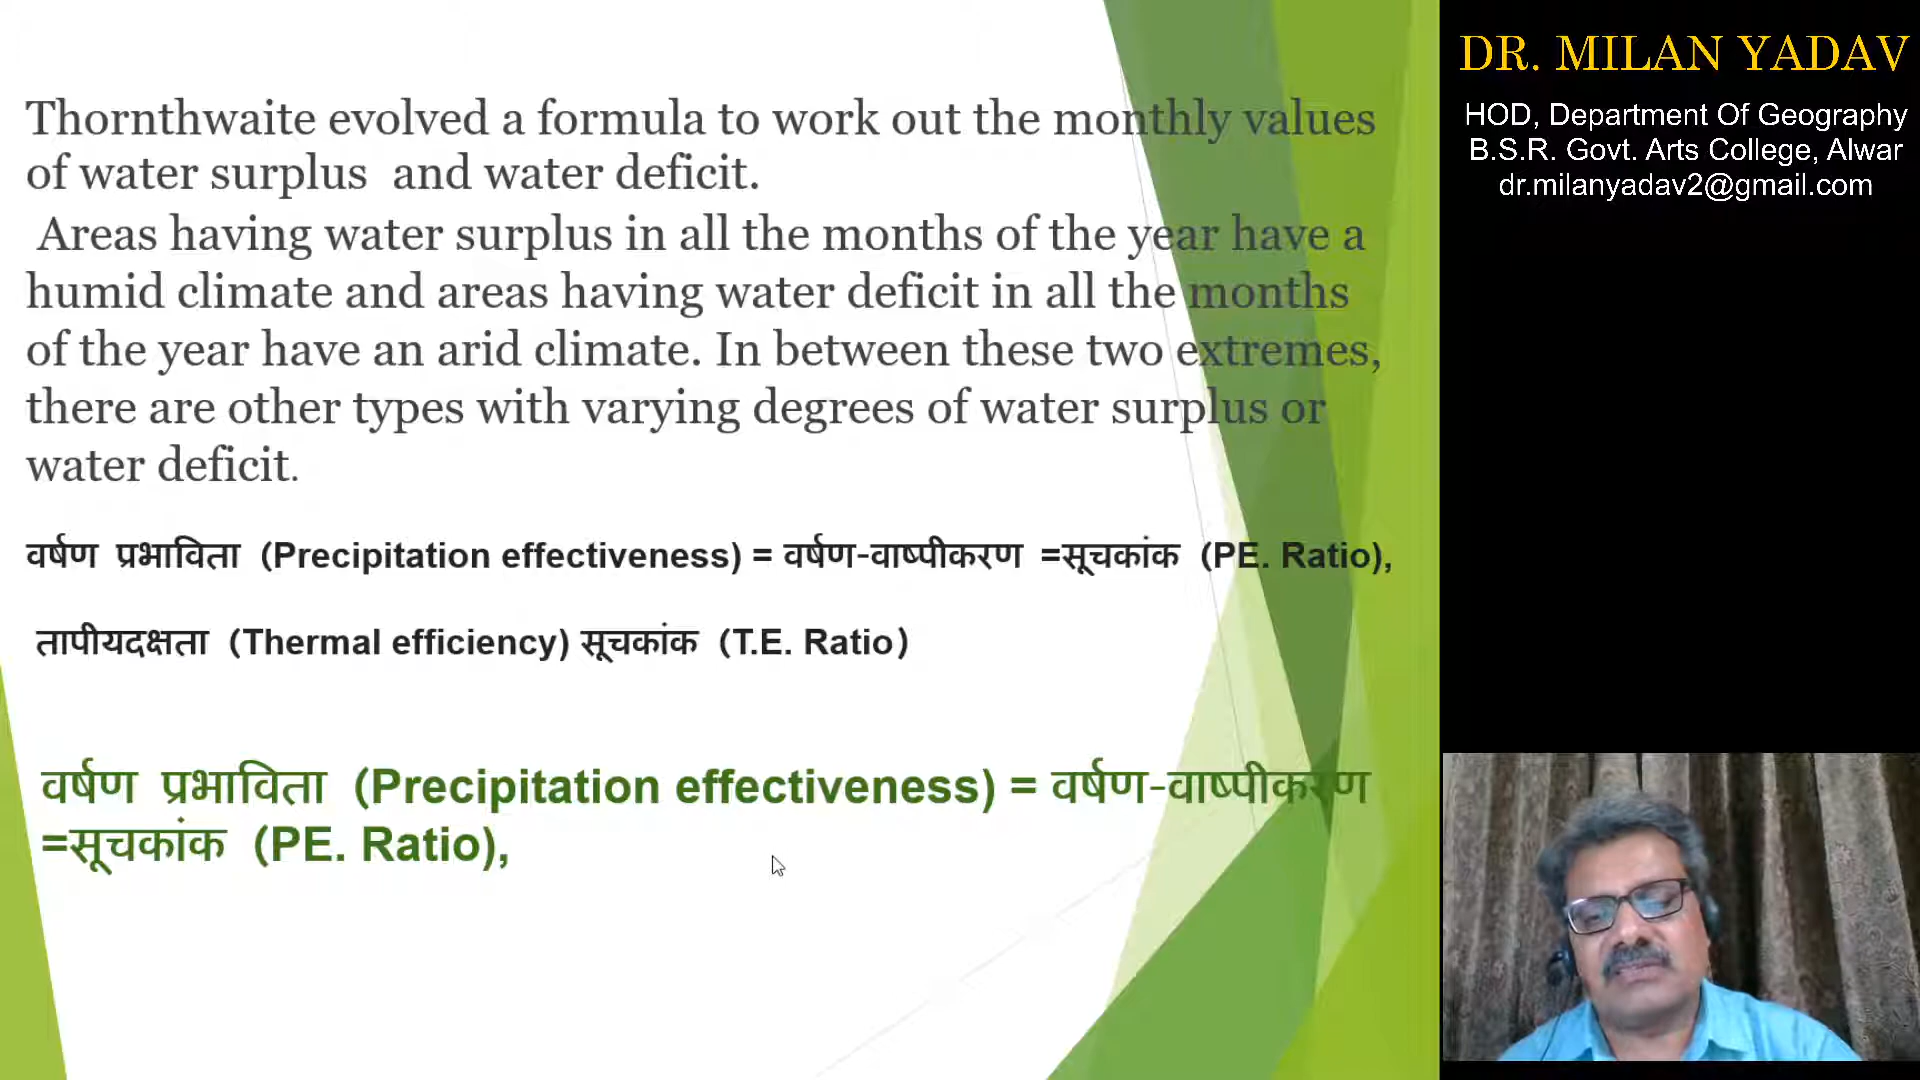 Thornthwaite evolved a formula to work out the monthly values
of water surplus  and water deficit.
Areas having water surplus in all the months of the year have a
humid climate and areas having water deficit in all the months
of the year have an arid climate. In between these two extremes,
there are other types with varying degrees of water surplus or
water deficit.
वर्षण प्रभाविता (Precipitation effectiveness) = वर्षण-वाष्पीकरण =सूचकांक (PE. Ratio),
तापीयदक्षता (Thermal efficiency) सूचकांक (T.E. Ratio)
वर्षण प्रभाविता (Precipitation effectiveness) = वर्षण-वाष्पीकरण
=सूचकांक (PE. Ratio),
DR. MILAN YADAV
HOD, Department Of Geography
B.S.R. Govt. Arts College, Alwar
dr.milanyadav2@gmail.com